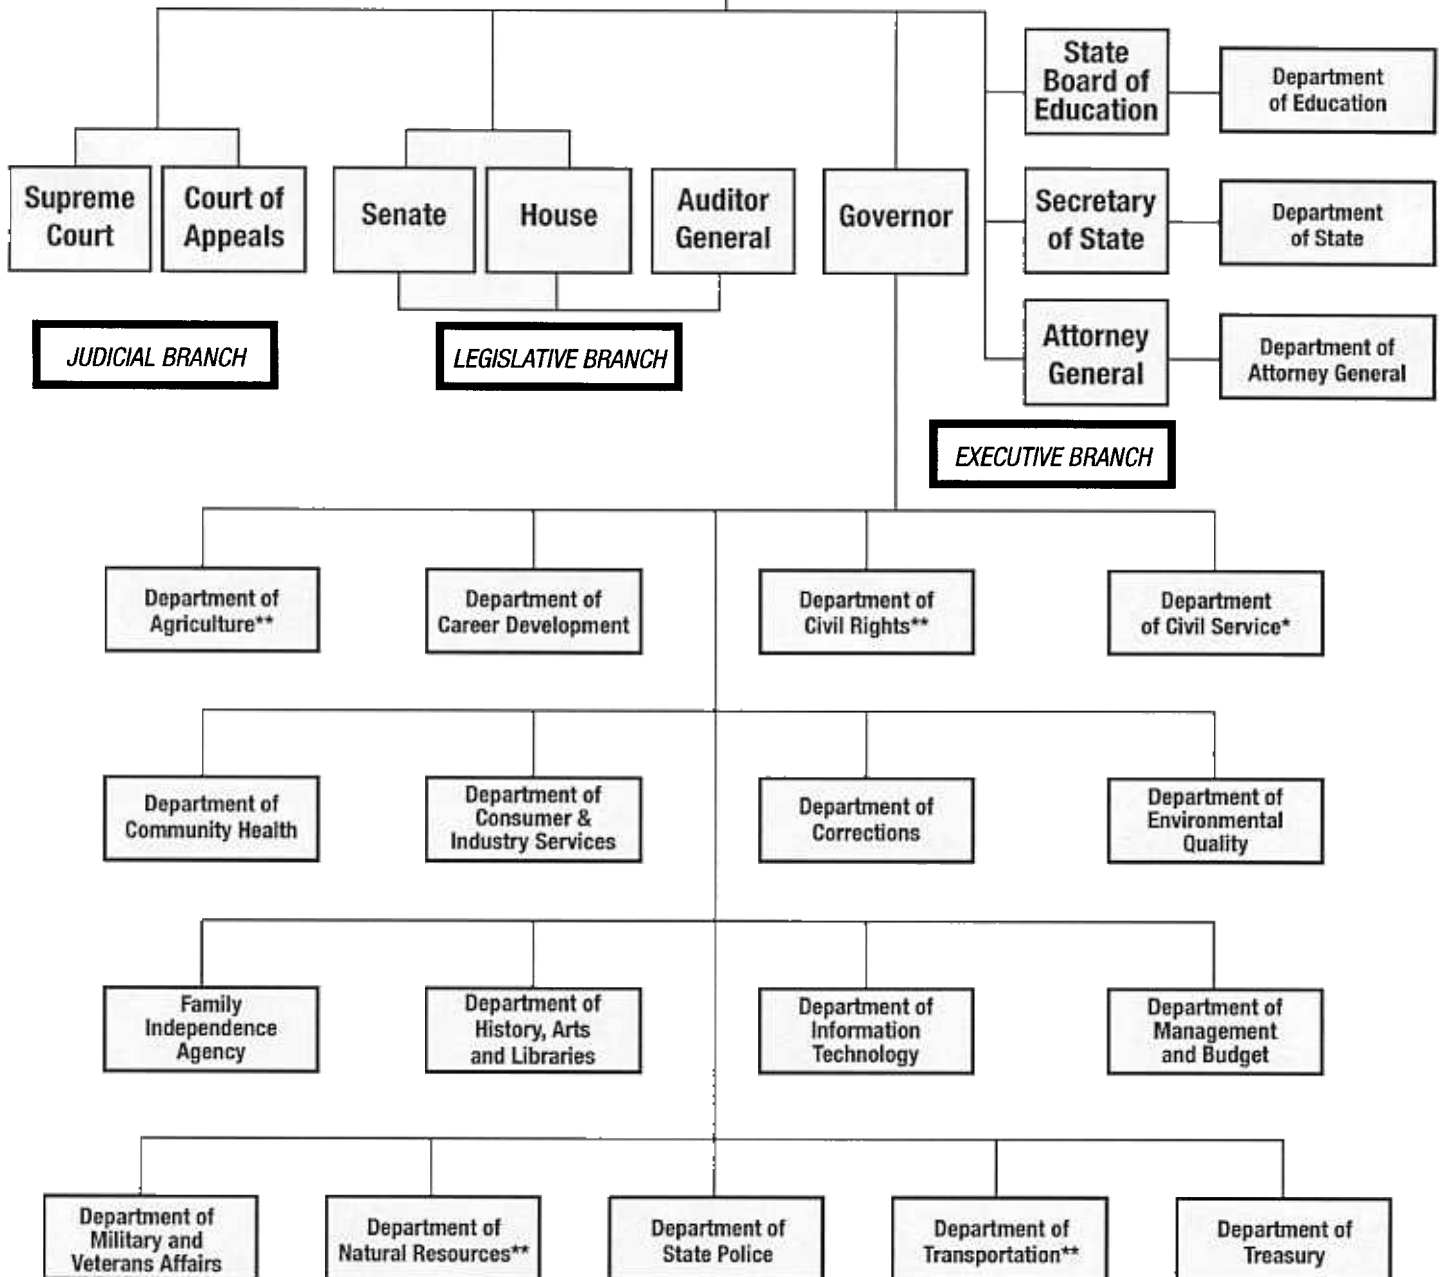 State
Board of
Education
Department
of Education
Supreme
Court
Court of
Appeals
Senate
House
Auditor
General
Governor
Secretary
of State
Department
of State
Attorney
General
Department of
Attorney General
JUDICIAL BRANCH
LEGISLATIVE BRANCH
EXECUTIVE BRANCH
Department of
Agriculture**
Department of
Career Development
Department of
Civil Rights**
Department
of Civil Service*
Department of
Community Health
Department of
Consumer &
Industry Services
Department of
Corrections
Department of
Environmental
Quality
Family
Independence
Agency
Department of
History, Arts
and Libraries
Department of
Information
Technology
Department of
Management
and Budget
Department of
Military and
Veterans Affairs
Department of
Natural Resources**
Department of
State Police
Department of
Transportation**
Department of
Treasury